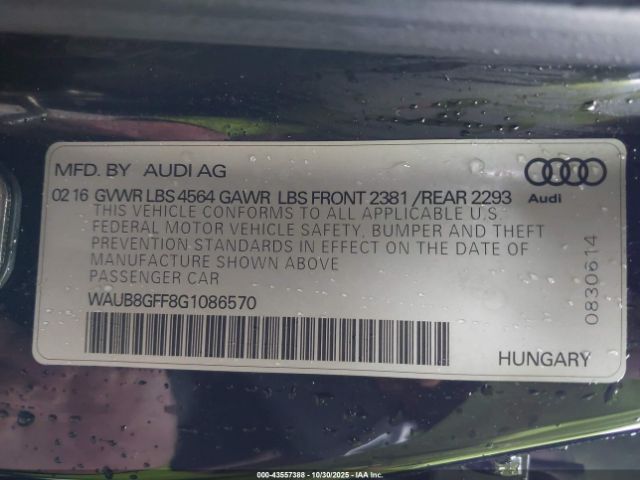 MFD. BY AUDI AG
Audi
02 16 GVWR LBS 4564 GAWR LBS FRONT 2381 /REAR 2293
THIS VEHICLE CONFORMS TO ALL APPLICABLE U.S.
FEDERAL MOTOR VEHICLE SAFETY, BUMPER AND THEFT
PREVENTION STANDARDS IN EFFECT ON THE DATE OF
MANUFACTURE SHOWN ABOVE.
PASSENGER CAR
WAUB8GFF8G1086570
0830614
HUNGARY
000-43557388 - 10/30/2025 - Copart: IAA Inc.